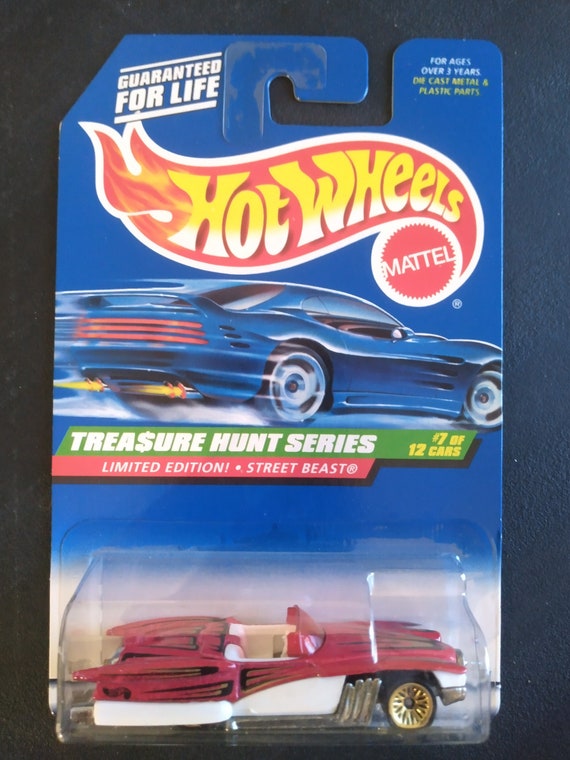 GUARANTEED
FOR LIFE
FOR AGES
OVER 3 YEARS.
DIE CAST METAL &
PLASTIC PARTS.
HOT WHEELS
MATTEL
®
TREA$URE HUNT SERIES
#7 OF
12 CARS
LIMITED EDITION! • STREET BEAST®